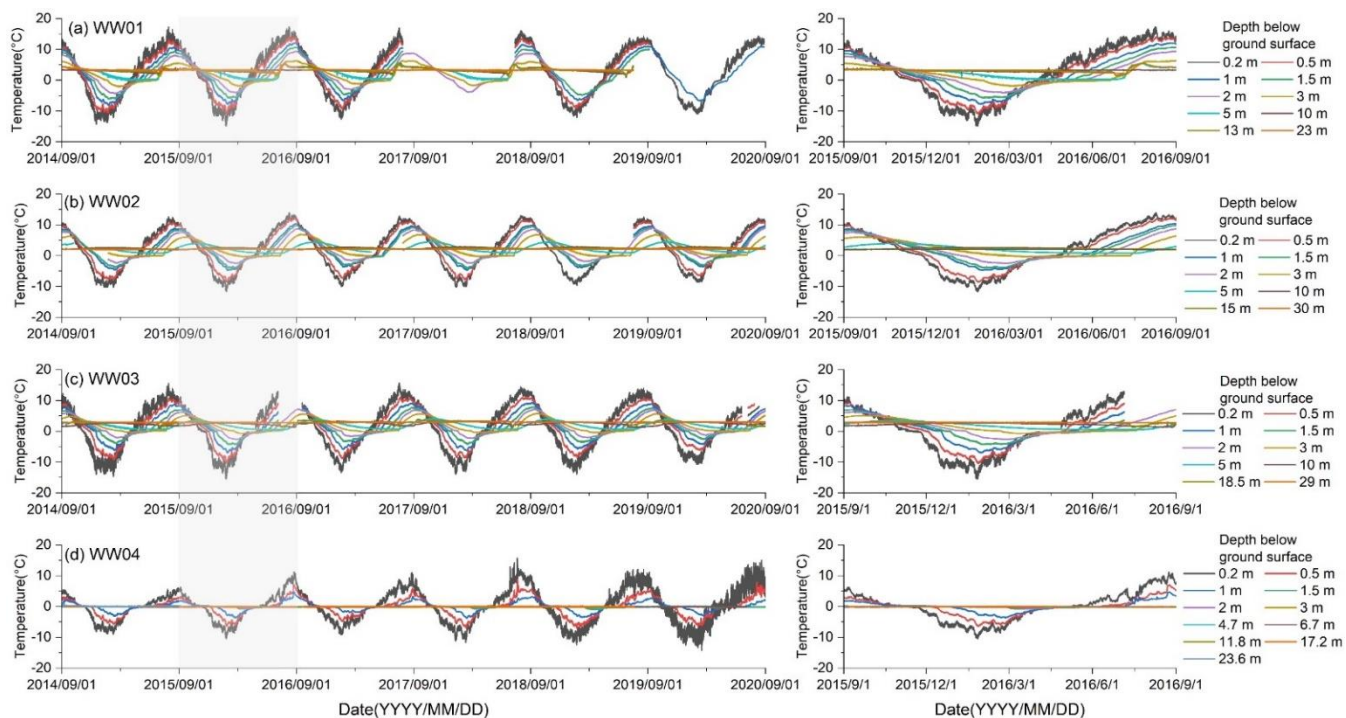 (a) WW01
Temperature(°C)
20
10
0
-10
-20
2014/09/01 2015/09/01 2016/09/01 2017/09/01 2018/09/01 2019/09/01 2020/09/01
Temperature(°C)
20
10
0
-10
-20
2015/09/01 2015/12/01 2016/03/01 2016/06/01 2016/09/01
Depth below
ground surface
0.2 m 0.5 m
1 m 1.5 m
2 m 3 m
5 m 10 m
13 m 23 m
(b) WW02
Temperature(°C)
20
10
0
-10
-20
2014/09/01 2015/09/01 2016/09/01 2017/09/01 2018/09/01 2019/09/01 2020/09/01
Temperature(°C)
20
10
0
-10
-20
2015/09/01 2015/12/01 2016/03/01 2016/06/01 2016/09/01
Depth below
ground surface
0.2 m 0.5 m
1 m 1.5 m
2 m 3 m
5 m 10 m
15 m 30 m
(c) WW03
Temperature(°C)
20
10
0
-10
-20
2014/09/01 2015/09/01 2016/09/01 2017/09/01 2018/09/01 2019/09/01 2020/09/01
Temperature(°C)
20
10
0
-10
-20
2015/9/1 2015/12/1 2016/3/1 2016/6/1 2016/9/1
Depth below
ground surface
0.2 m 0.5 m
1 m 1.5 m
2 m 3 m
5 m 10 m
18.5 m 29 m
(d) WW04
Temperature(°C)
20
10
0
-10
-20
2014/09/01 2015/09/01 2016/09/01 2017/09/01 2018/09/01 2019/09/01 2020/09/01
Date(YYYY/MM/DD)
Temperature(°C)
20
10
0
-10
-20
2015/9/1 2015/12/1 2016/3/1 2016/6/1 2016/9/1
Date(YYYY/MM/DD)
Depth below
ground surface
0.2 m 0.5 m
1 m 1.5 m
2 m 3 m
4.7 m 6.7 m
11.8 m 17.2 m
23.6 m